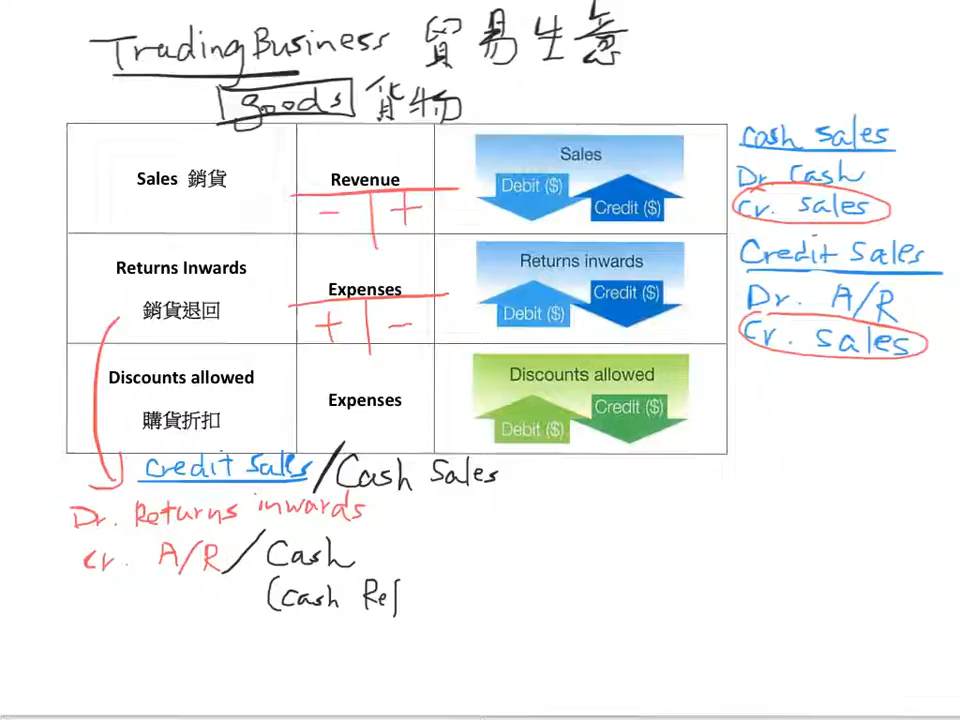 Trading Business 貿易生意
goods 貨物
Sales 銷貨
Revenue
- +
Sales
Debit ($)
Credit ($)
Returns Inwards
銷貨退回
Expenses
+ -
Returns inwards
Debit ($)
Credit ($)
Discounts allowed
購貨折扣
Expenses
Discounts allowed
Debit ($)
Credit ($)
cash sales
Dr cash
Cr. sales
Credit Sales
Dr. A/R
Cr. sales
credit sales / Cash Sales
Dr. Returns inwards
cr. A/R / Cash
(cash Re